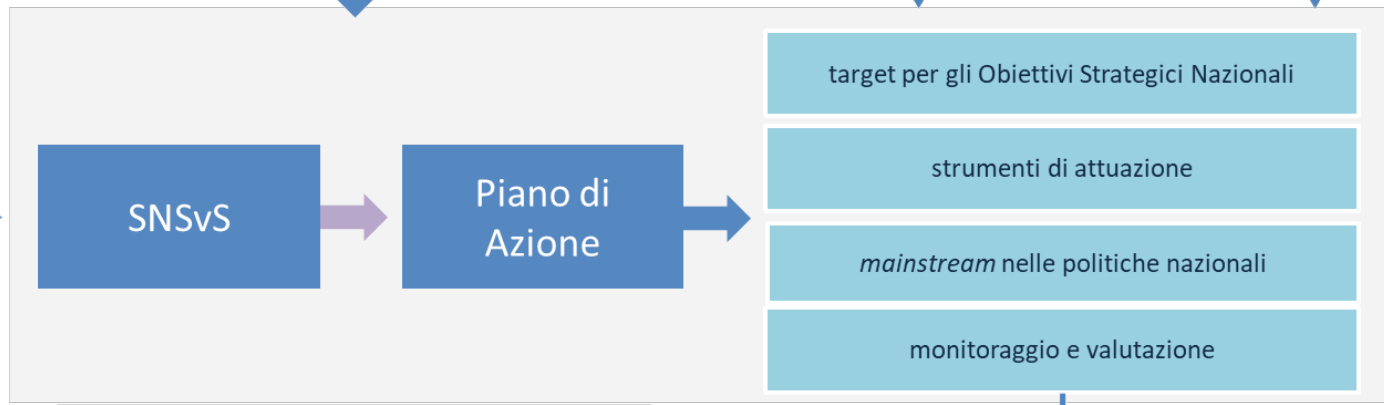 target per gli Obiettivi Strategici Nazionali
strumenti di attuazione
SNSvS
Piano di
Azione
mainstream nelle politiche nazionali
monitoraggio e valutazione